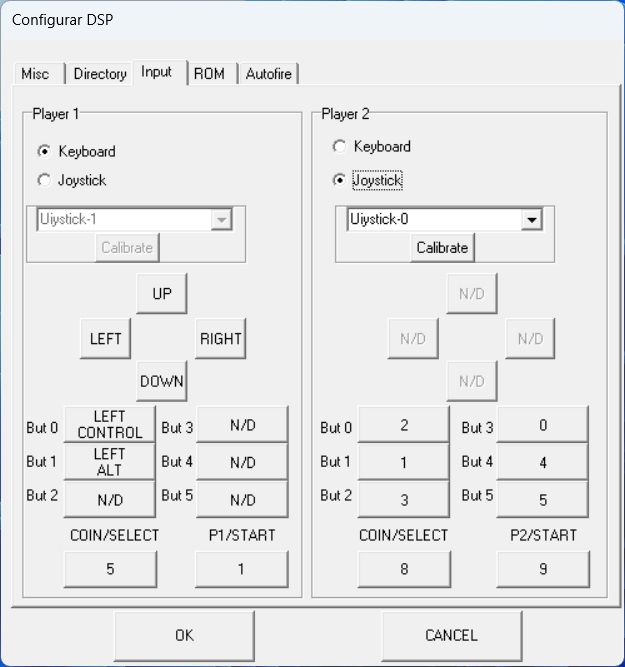 Configurar DSP
Misc Directory Input ROM Autofire
Player 1
Keyboard
Joystick
Uijystick-1
Calibrate
UP
LEFT RIGHT
DOWN
But 0 LEFT CONTROL But 3 N/D
But 1 LEFT ALT But 4 N/D
But 2 N/D But 5 N/D
COIN/SELECT P1/START
5 1
Player 2
Keyboard
Joystick
Uijystick-0
Calibrate
N/D
N/D N/D
N/D
But 0 2 But 3 0
But 1 1 But 4 4
But 2 3 But 5 5
COIN/SELECT P2/START
8 9
OK CANCEL